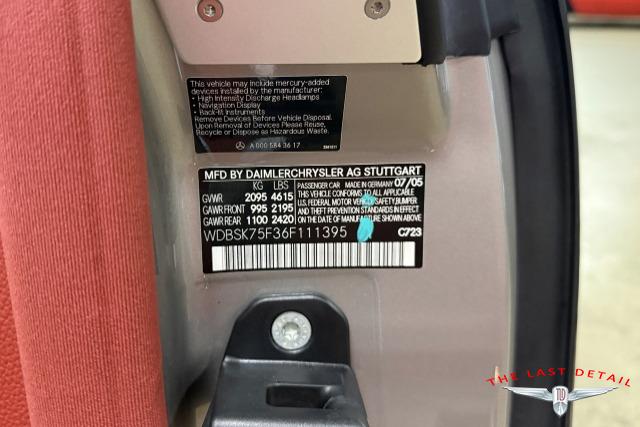 This vehicle may include mercury-added
devices installed by the manufacturer:
• High Intensity Discharge Headlamps
• Navigation Display
• Back-lit Instruments
Remove Devices Before Vehicle Disposal.
Upon Removal of Devices Please Reuse,
Recycle or Dispose as Hazardous Waste.
A 000 584 36 17
MFD BY DAIMLERCHRYSLER AG STUTTGART
KG LBS
GVWR 2095 4615
GAWR FRONT 995 2195
GAWR REAR 1100 2420
PASSENGER CAR MADE IN GERMANY 07/05
THIS VEHICLE CONFORMS TO ALL APPLICABLE
U.S. FEDERAL MOTOR VEHICLE SAFETY, BUMPER
AND THEFT PREVENTION STANDARDS IN EFFECT
ON THE DATE OF MANUFACTURE SHOWN ABOVE
WDBSK75F36F111395
C723
THE LAST DETAIL
TLD